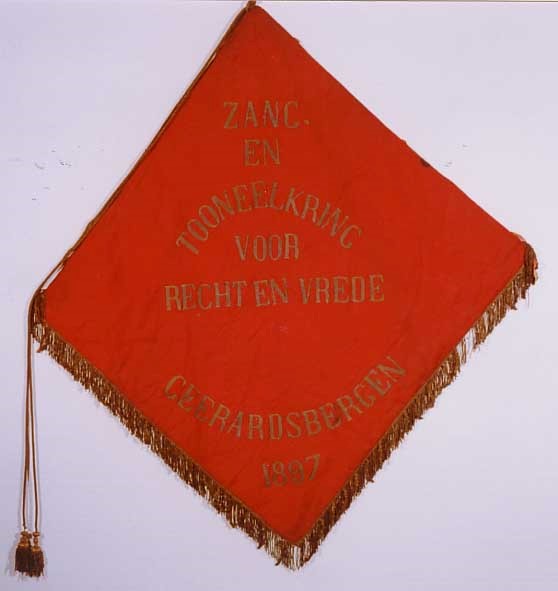 ZANG-
EN
TOONEELKRING
VOOR
RECHT EN VREDE
GEERARDSBERGEN
1897